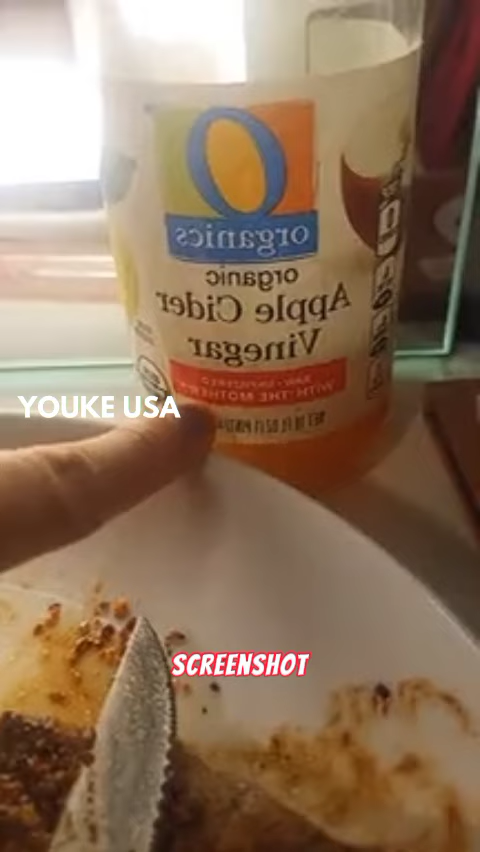 O
organics
organic
Apple Cider
Vinegar
RAW • UNFILTERED
WITH THE MOTHER
YOUKE USA
SCREENSHOT